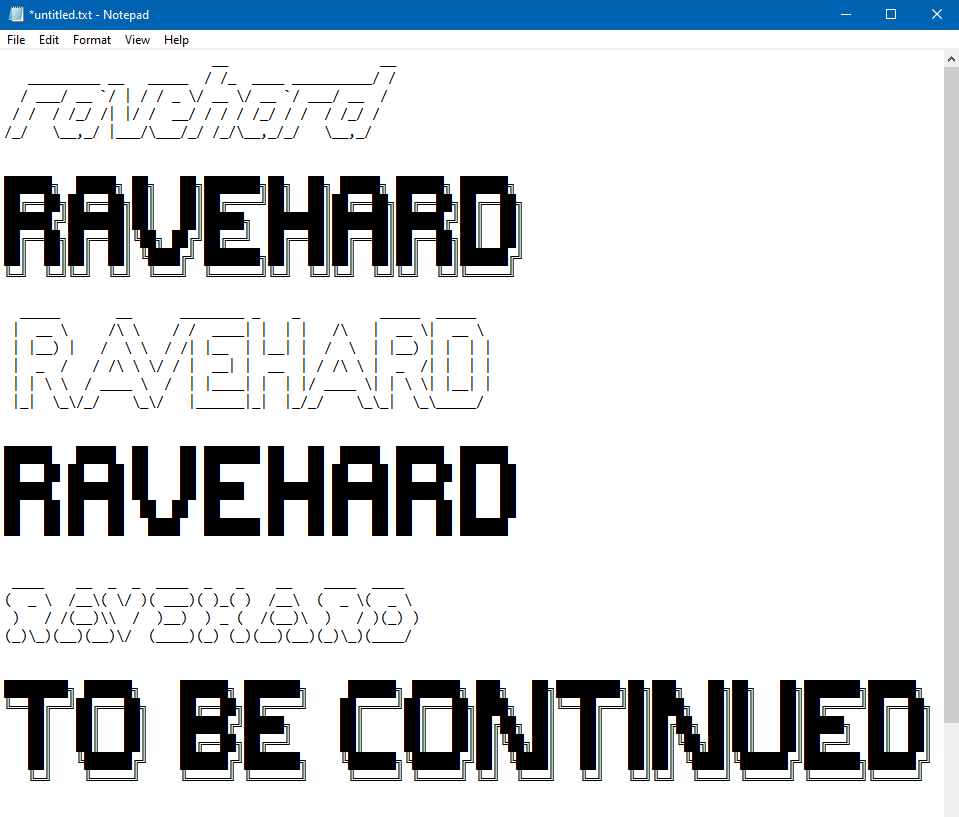 *untitled.txt - Notepad
File Edit Format View Help
ravehard
RAVEHARD
RAVEHARD
RAVEHARD
RAVEHARD
TO BE CONTINUED